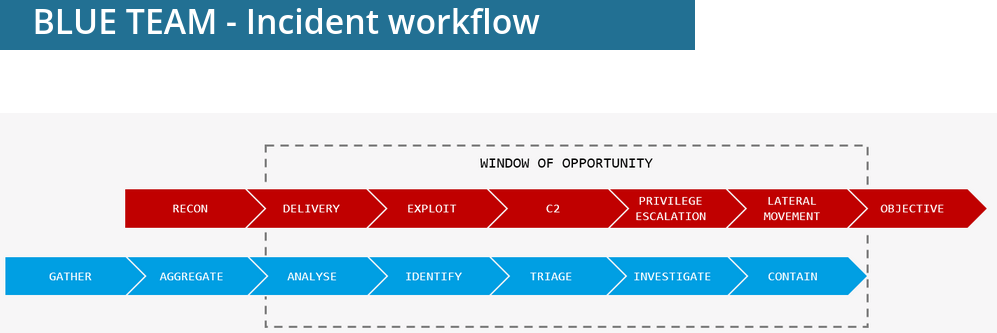 BLUE TEAM - Incident workflow
WINDOW OF OPPORTUNITY
RECON
DELIVERY
EXPLOIT
C2
PRIVILEGE
ESCALATION
LATERAL
MOVEMENT
OBJECTIVE
GATHER
AGGREGATE
ANALYSE
IDENTIFY
TRIAGE
INVESTIGATE
CONTAIN